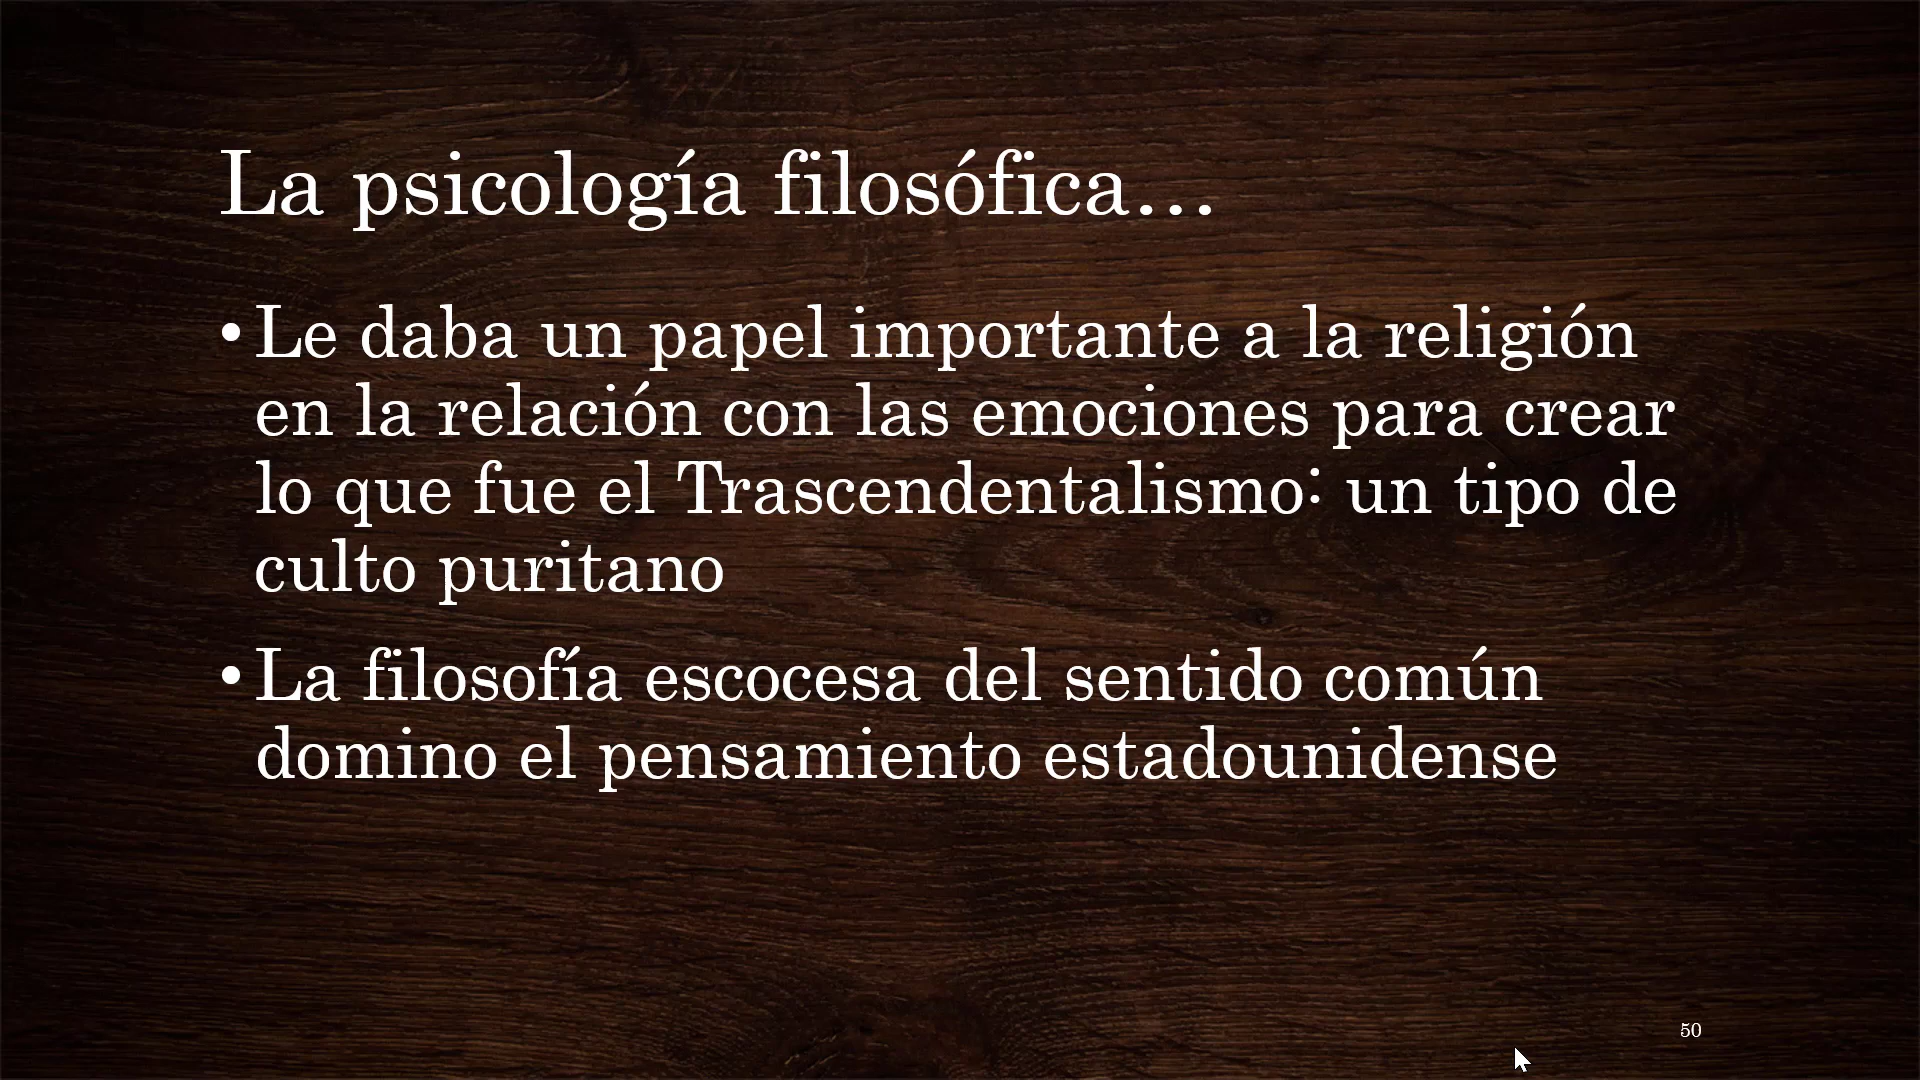 La psicología filosófica…
• Le daba un papel importante a la religión
en la relación con las emociones para crear
lo que fue el Trascendentalismo: un tipo de
culto puritano
• La filosofía escocesa del sentido común
domino el pensamiento estadounidense
50